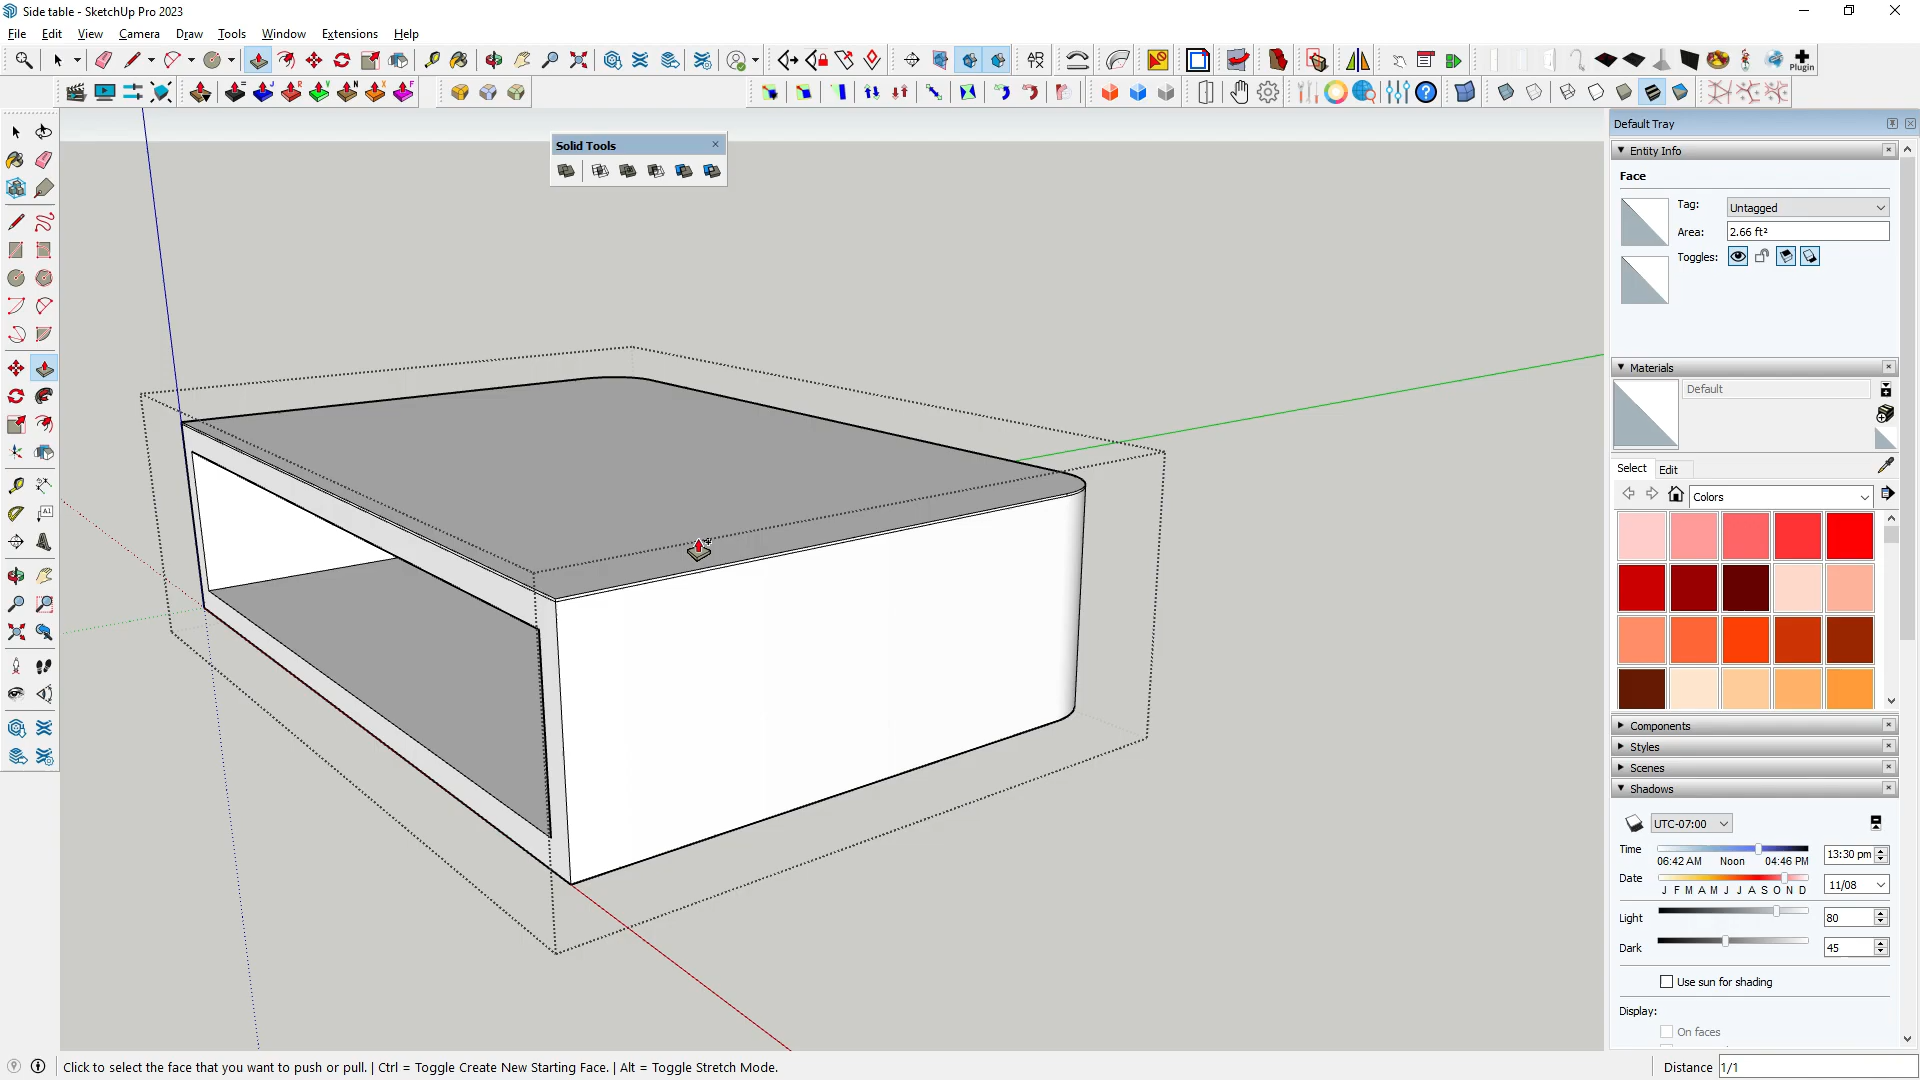 Side table - SketchUp Pro 2023
File Edit View Camera Draw Tools Window Extensions Help
Plugin
Solid Tools
Default Tray
Entity Info
Face
Tag: Untagged
Area: 2.66 ft²
Toggles:
Materials
Default
Select Edit
Colors
Components
Styles
Scenes
Shadows
UTC-07:00
Time 13:30 pm
06:42 AM Noon 04:46 PM
Date 11/08
J F M A M J J A S O N D
Light 80
Dark 45
Use sun for shading
Display:
On faces
Click to select the face that you want to push or pull. | Ctrl = Toggle Create New Starting Face. | Alt = Toggle Stretch Mode.
Distance 1/1